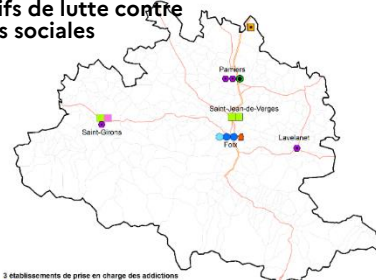 ifs de lutte contre
s sociales
Pamiers
Saint-Jean-de-Verges
Saint-Girons
Foix
Lavelanet
3 établissements de prise en charge des addictions